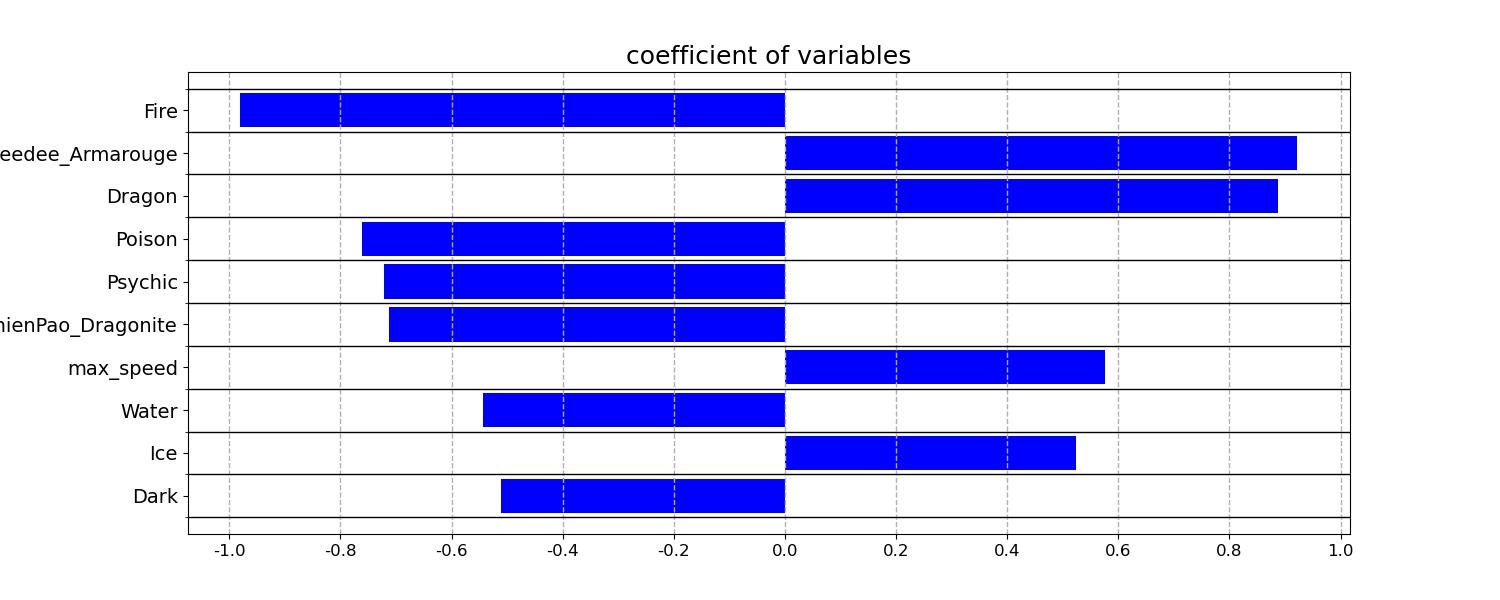 coefficient of variables
Fire
eedee_Armarouge
Dragon
Poison
Psychic
nienPao_Dragonite
max_speed
Water
Ice
Dark
-1.0 -0.8 -0.6 -0.4 -0.2 0.0 0.2 0.4 0.6 0.8 1.0